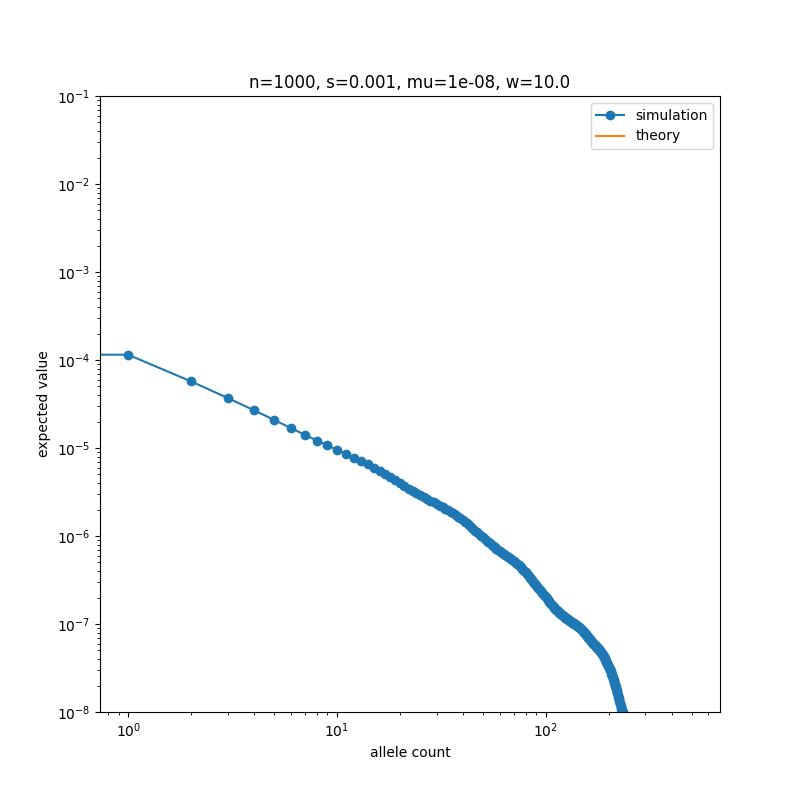 n=1000, s=0.001, mu=1e-08, w=10.0
simulation
theory
expected value
10⁻¹
10⁻²
10⁻³
10⁻⁴
10⁻⁵
10⁻⁶
10⁻⁷
10⁻⁸
10⁰
10¹
10²
allele count